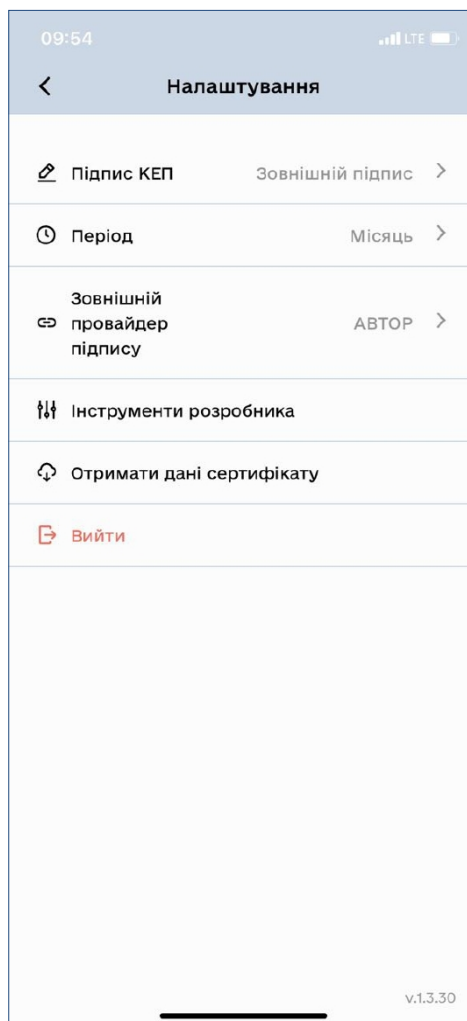 09:54 LTE
Налаштування
Підпис КЕП Зовнішній підпис
Період Місяць
Зовнішній
провайдер АВТОР
підпису
Інструменти розробника
Отримати дані сертифікату
Вийти
v.1.3.30